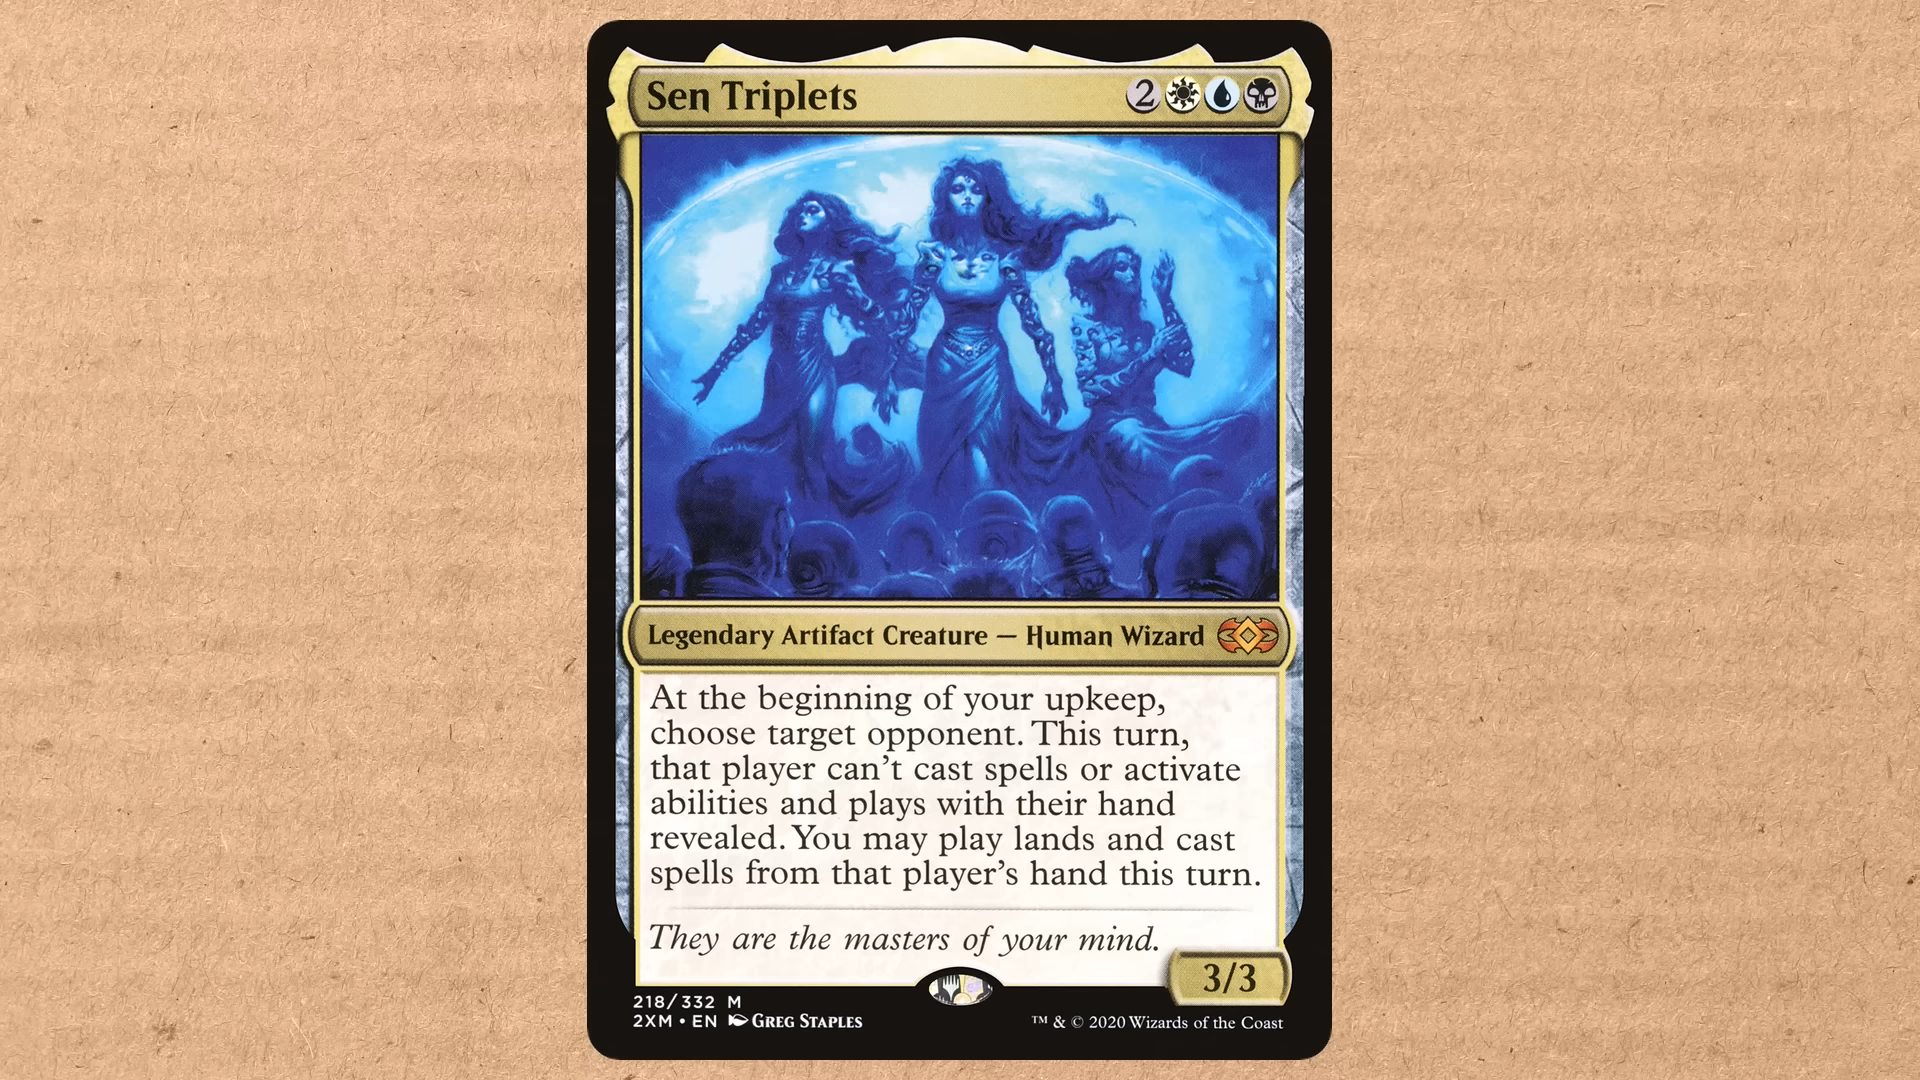 Sen Triplets 2
Legendary Artifact Creature — Human Wizard
At the beginning of your upkeep,
choose target opponent. This turn,
that player can't cast spells or activate
abilities and plays with their hand
revealed. You may play lands and cast
spells from that player's hand this turn.
They are the masters of your mind.
3/3
218/332 M
2XM • EN GREG STAPLES
™ & © 2020 Wizards of the Coast